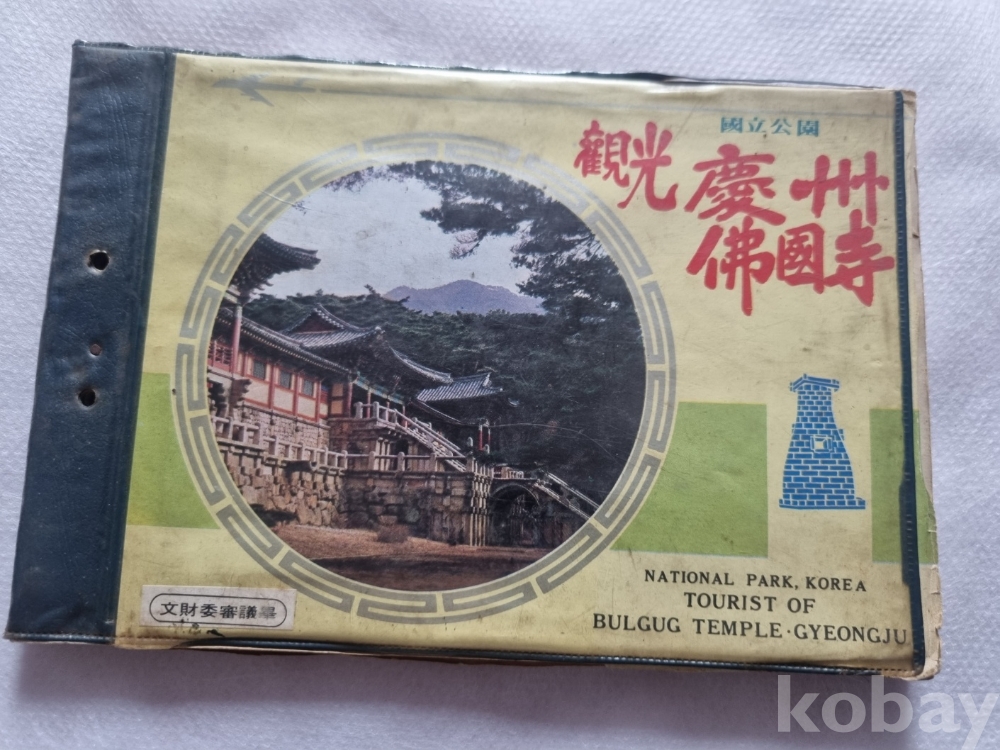 國立公園
觀光 慶州
佛國寺
NATIONAL PARK, KOREA
TOURIST OF
BULGUG TEMPLE·GYEONGJU
文財委審議畢
kobay